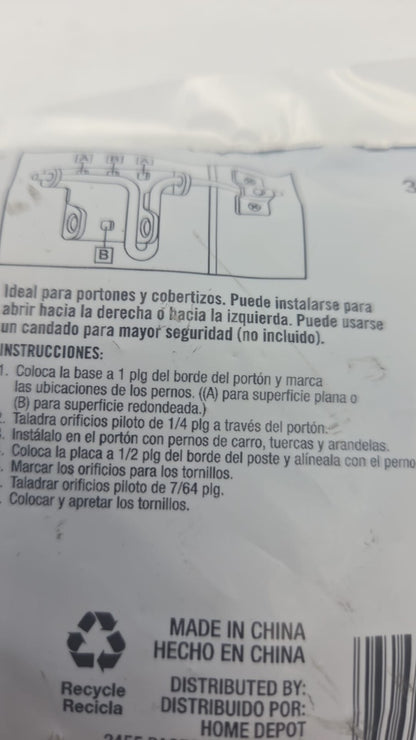 A B A
B
3
Ideal para portones y cobertizos. Puede instalarse para
abrir hacia la derecha o hacia la izquierda. Puede usarse
un candado para mayor seguridad (no incluido).
INSTRUCCIONES:
1. Coloca la base a 1 plg del borde del portón y marca
las ubicaciones de los pernos. ((A) para superficie plana o
(B) para superficie redondeada.)
. Taladra orificios piloto de 1/4 plg a través del portón.
. Instálalo en el portón con pernos de carro, tuercas y arandelas.
. Coloca la placa a 1/2 plg del borde del poste y alíneala con el perno
. Marcar los orificios para los tornillos.
. Taladrar orificios piloto de 7/64 plg.
. Colocar y apretar los tornillos.
MADE IN CHINA
HECHO EN CHINA
Recycle
Recicla
DISTRIBUTED BY:
DISTRIBUIDO POR:
HOME DEPOT